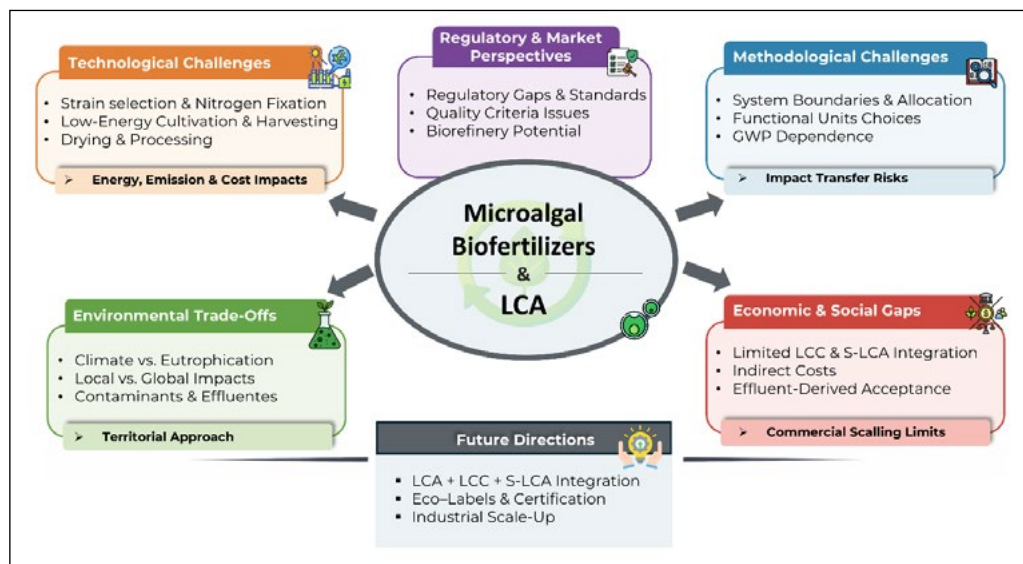 Technological Challenges
• Strain selection & Nitrogen Fixation
• Low-Energy Cultivation & Harvesting
• Drying & Processing
➢ Energy, Emission & Cost Impacts
Regulatory & Market
Perspectives
• Regulatory Gaps & Standards
• Quality Criteria Issues
• Biorefinery Potential
Methodological Challenges
• System Boundaries & Allocation
• Functional Units Choices
• GWP Dependence
➢ Impact Transfer Risks
Microalgal
Biofertilizers
&
LCA
Environmental Trade-Offs
• Climate vs. Eutrophication
• Local vs. Global Impacts
• Contaminants & Effluentes
➢ Territorial Approach
Economic & Social Gaps
• Limited LCC & S-LCA Integration
• Indirect Costs
• Effluent-Derived Acceptance
➢ Commercial Scalling Limits
Future Directions
▪ LCA + LCC + S-LCA Integration
▪ Eco–Labels & Certification
▪ Industrial Scale-Up